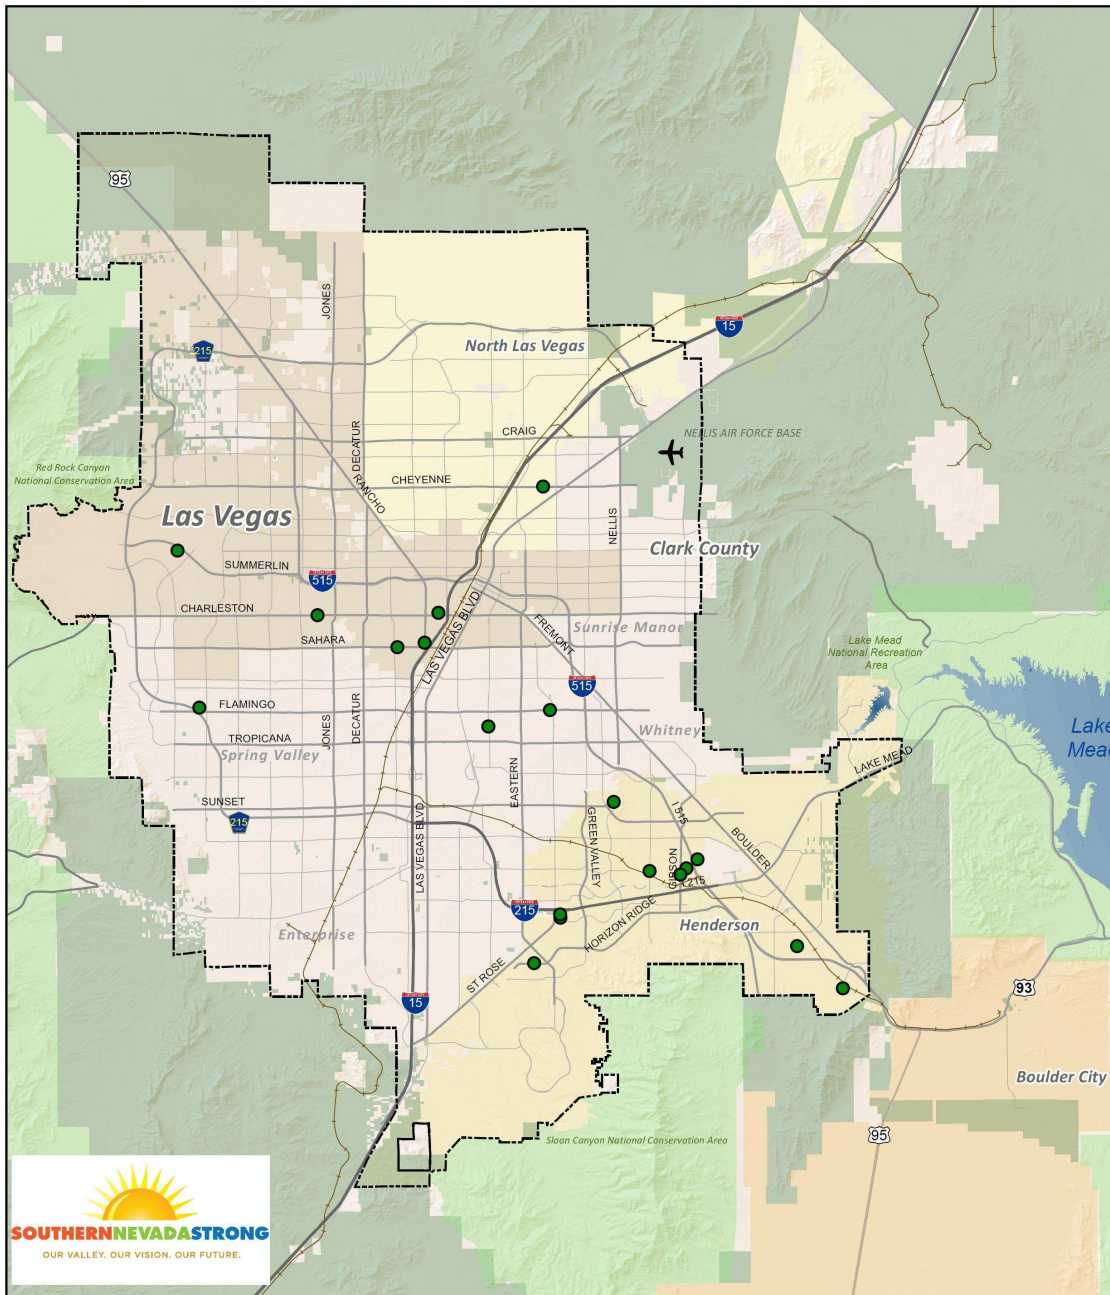 95
JONES
15
North Las Vegas
215
CRAIG
NELLIS AIR FORCE BASE
DECATUR
Red Rock Canyon
National Conservation Area
RANCHO
CHEYENNE
Las Vegas
NELLIS
Clark County
SUMMERLIN
515
CHARLESTON
LAS VEGAS BLVD
FREMONT
Sunrise Manor
SAHARA
Lake Mead
National Recreation
Area
515
FLAMINGO
JONES
DECATUR
TROPICANA
Spring Valley
Whitney
Lake
Mead
LAKE MEAD
EASTERN
SUNSET
215
LAS VEGAS BLVD
GREEN VALLEY
I 515
BOULDER
GIBSON
I 215
215
HORIZON RIDGE
Henderson
Enterprise
ST ROSE
15
93
Boulder City
95
Sloan Canyon National Conservation Area
SOUTHERNNEVADASTRONG
OUR VALLEY. OUR VISION. OUR FUTURE.